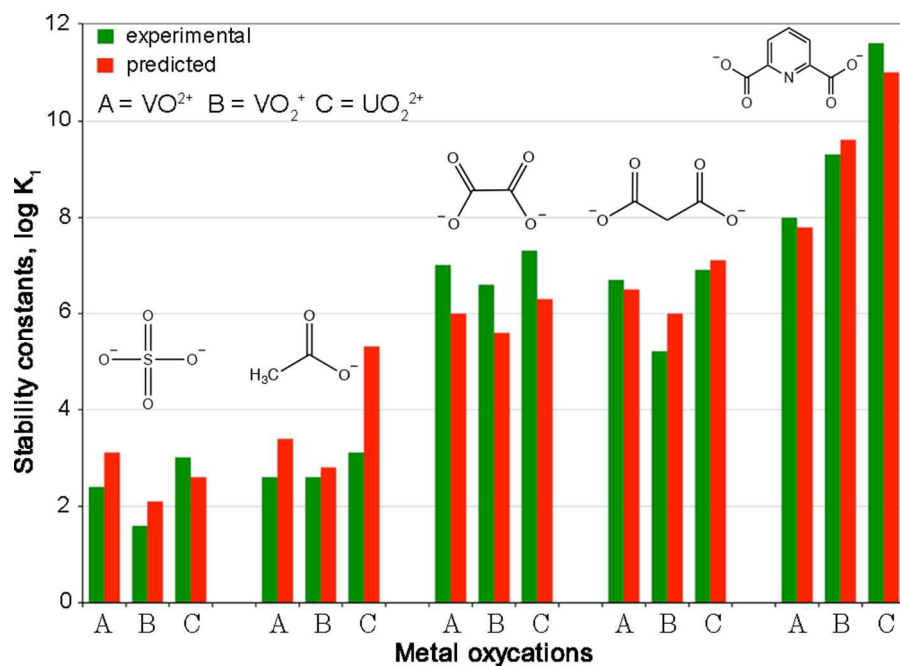 12
10
8
6
4
2
0
Stability constants, log K₁
experimental
predicted
A = VO²⁺ B = VO₂⁺ C = UO₂²⁺
O
O⁻ S O⁻
O
O
H₃C O⁻
O O
⁻O O⁻
O O
⁻O O⁻
⁻O N O⁻
O O
A B C A B C A B C A B C A B C
Metal oxycations